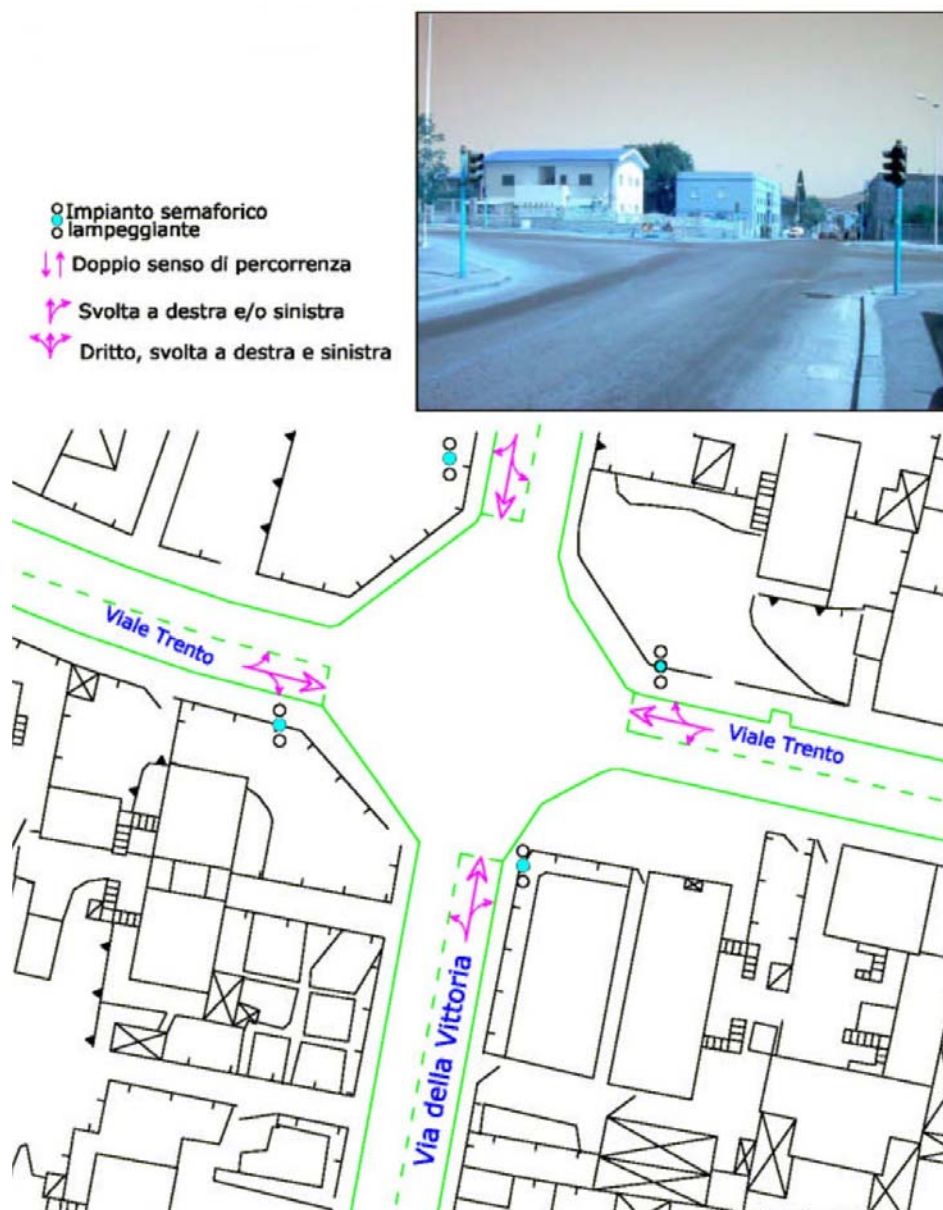 Impianto semaforico
lampeggiante
Doppio senso di percorrenza
Svolta a destra e/o sinistra
Dritto, svolta a destra e sinistra
Viale Trento
Viale Trento
Via della Vittoria